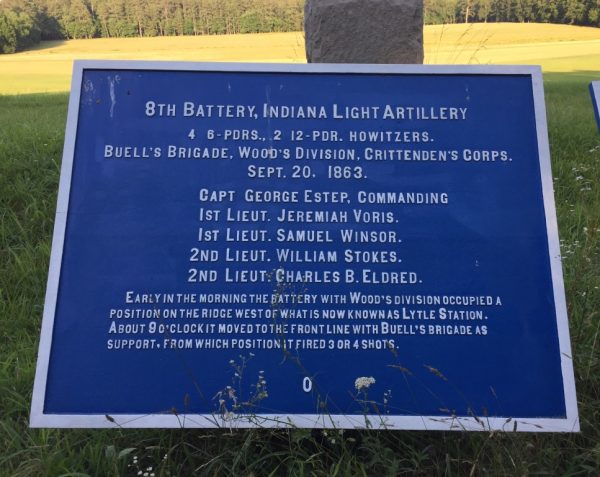 8TH BATTERY, INDIANA LIGHT ARTILLERY
4 6-PDRS., 2 12-PDR. HOWITZERS.
BUELL'S BRIGADE, WOOD'S DIVISION, CRITTENDEN'S CORPS.
SEPT. 20, 1863.
CAPT GEORGE ESTEP, COMMANDING
1ST LIEUT. JEREMIAH VORIS.
1ST LIEUT. SAMUEL WINSOR.
2ND LIEUT. WILLIAM STOKES.
2ND LIEUT. CHARLES B. ELDRED.
EARLY IN THE MORNING THE BATTERY WITH WOOD'S DIVISION OCCUPIED A
POSITION ON THE RIDGE WEST OF WHAT IS NOW KNOWN AS LYTLE STATION.
ABOUT 9 O'CLOCK IT MOVED TO THE FRONT LINE WITH BUELL'S BRIGADE AS
SUPPORT, FROM WHICH POSITION IT FIRED 3 OR 4 SHOTS.
0